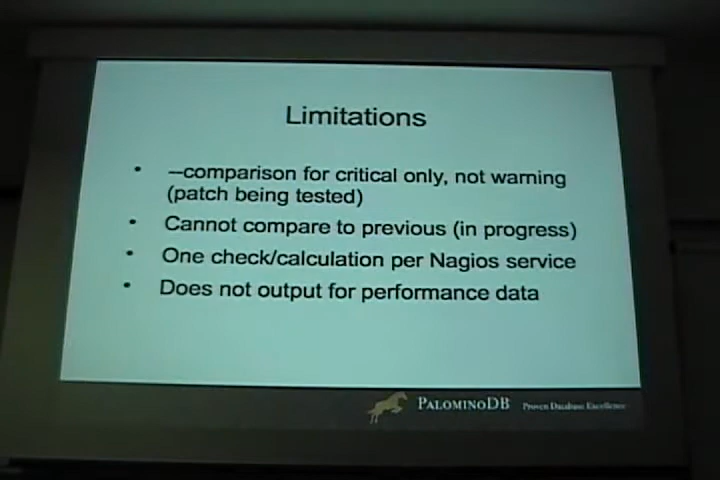 Limitations
• --comparison for critical only, not warning
(patch being tested)
• Cannot compare to previous (in progress)
• One check/calculation per Nagios service
• Does not output for performance data
PALOMINODB Proven Database Excellence